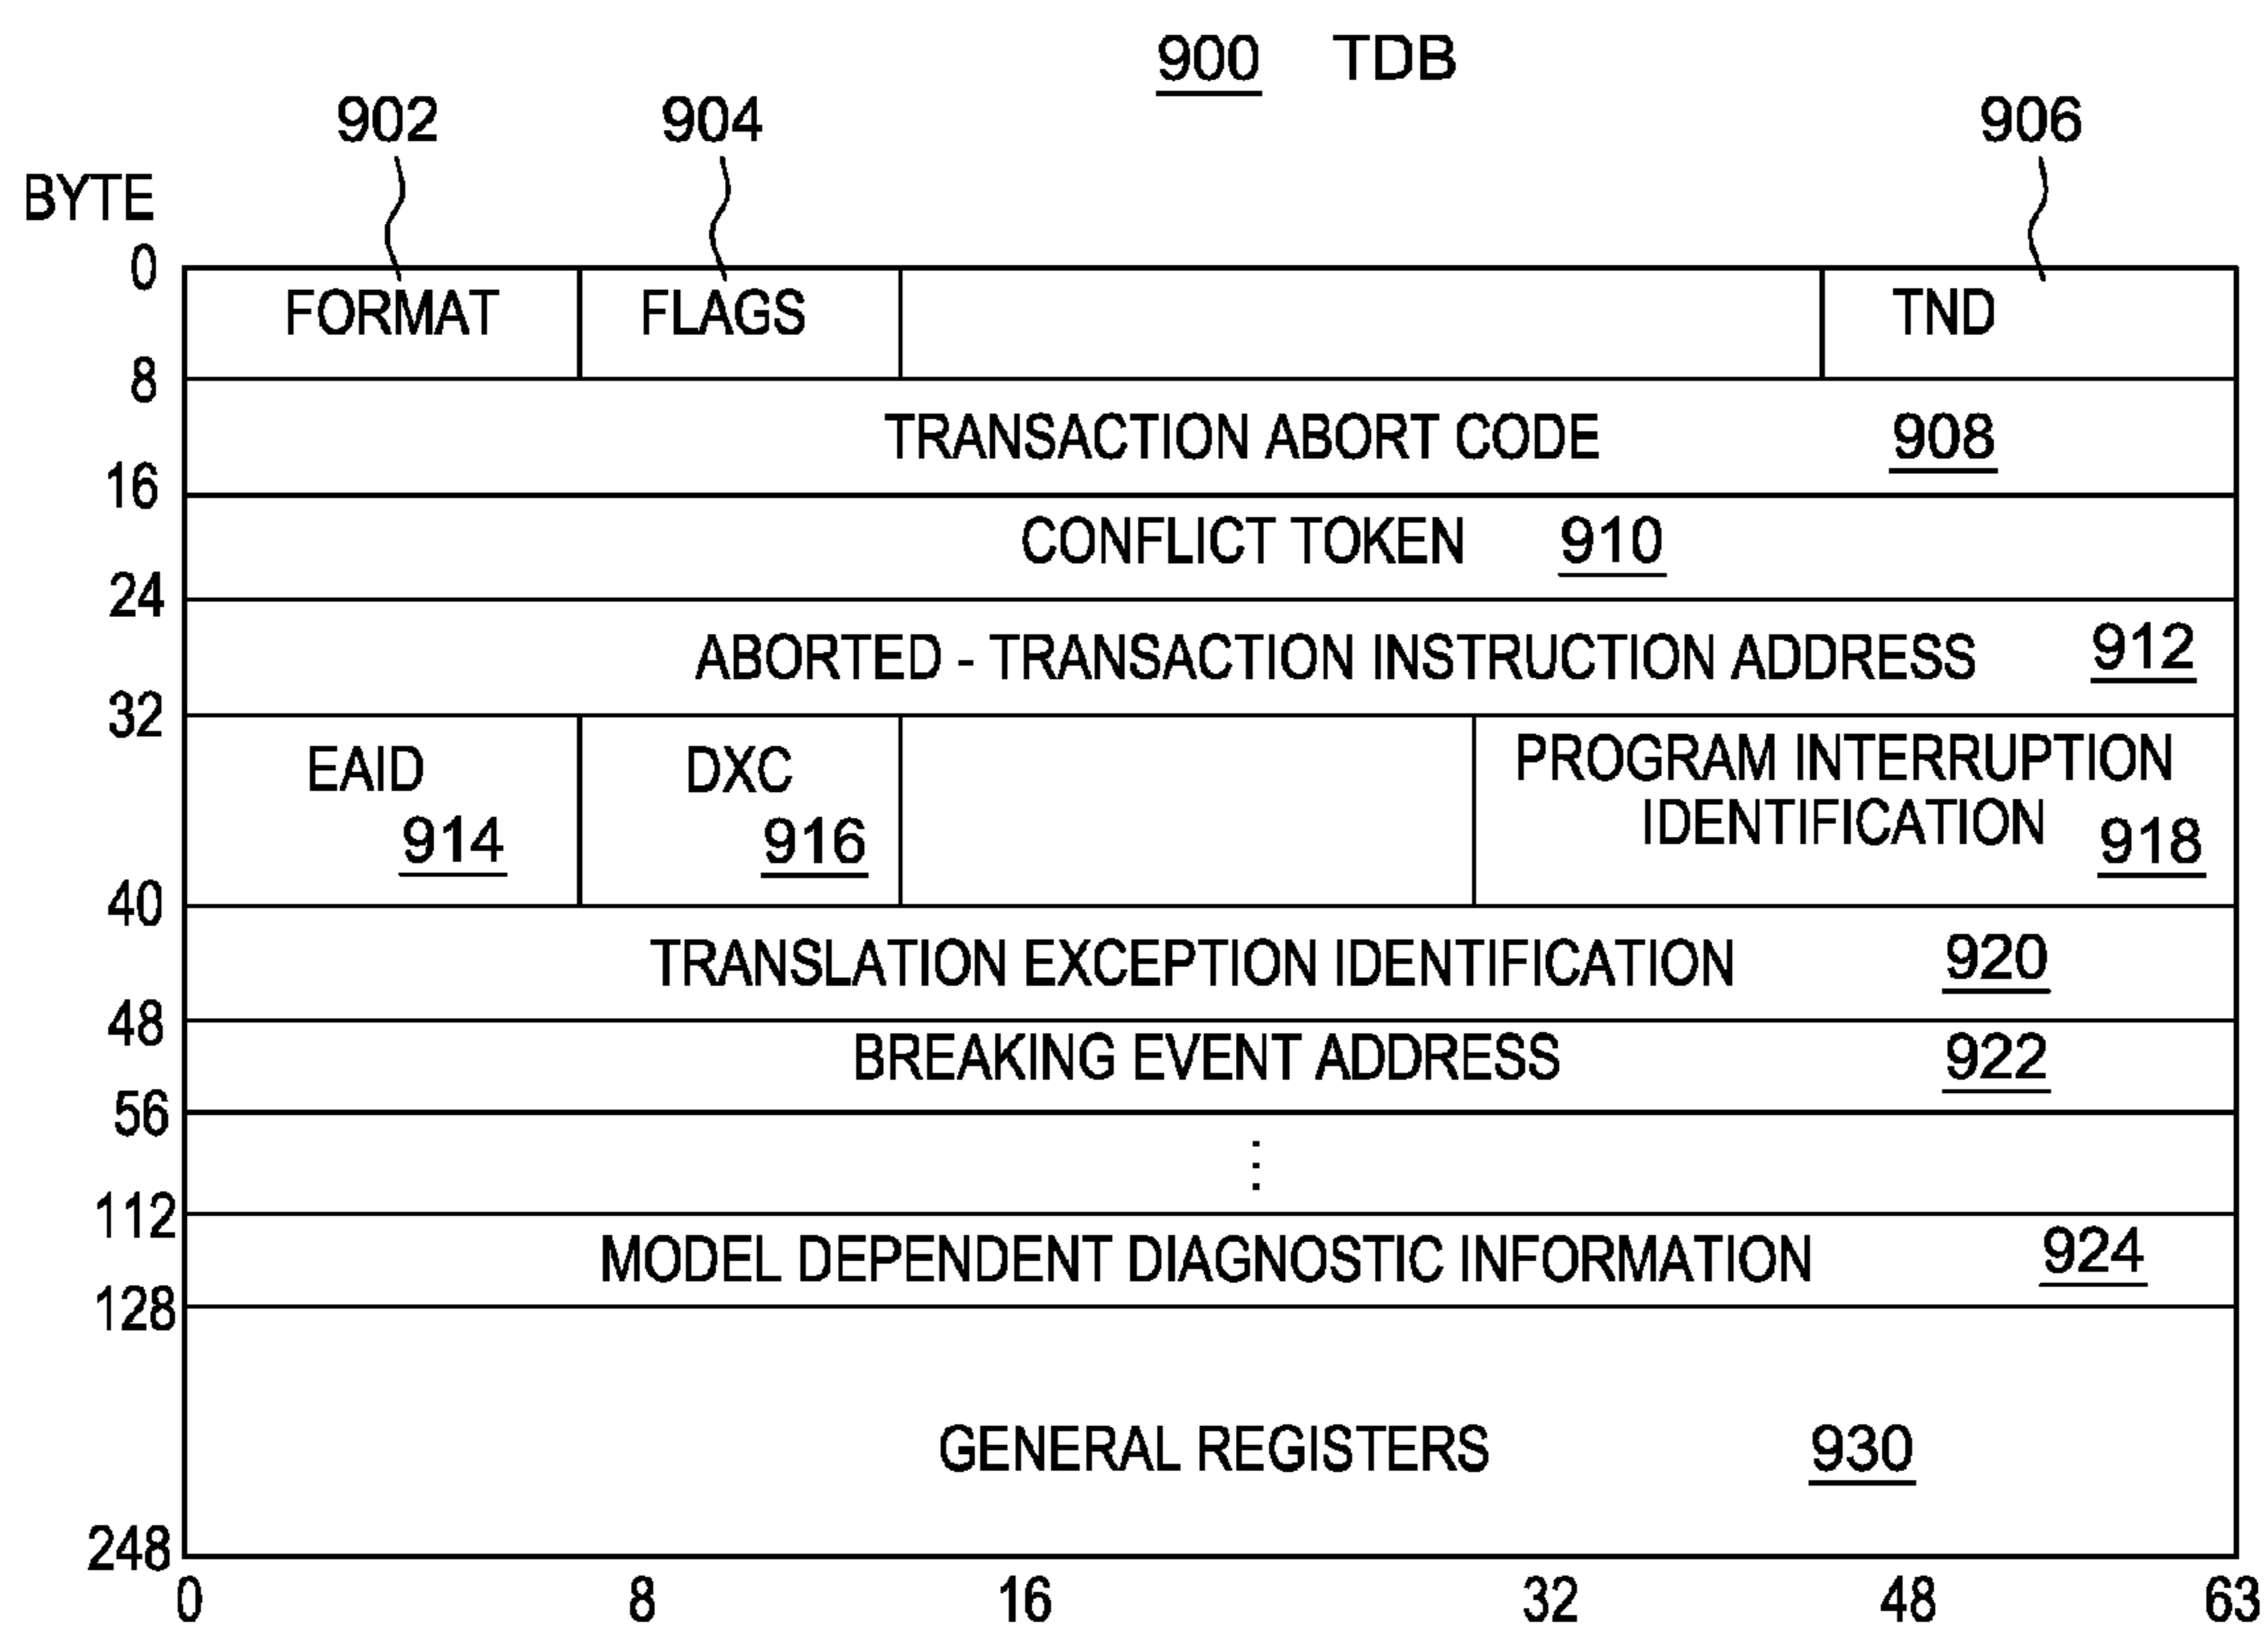 900 TDB
902 904 906
BYTE
0
FORMAT FLAGS TND
8
TRANSACTION ABORT CODE 908
16
CONFLICT TOKEN 910
24
ABORTED - TRANSACTION INSTRUCTION ADDRESS 912
32
EAID 914
DXC 916
PROGRAM INTERRUPTION
IDENTIFICATION 918
40
TRANSLATION EXCEPTION IDENTIFICATION 920
48
BREAKING EVENT ADDRESS 922
56
⋮
112
MODEL DEPENDENT DIAGNOSTIC INFORMATION 924
128
GENERAL REGISTERS 930
248
0 8 16 32 48 63